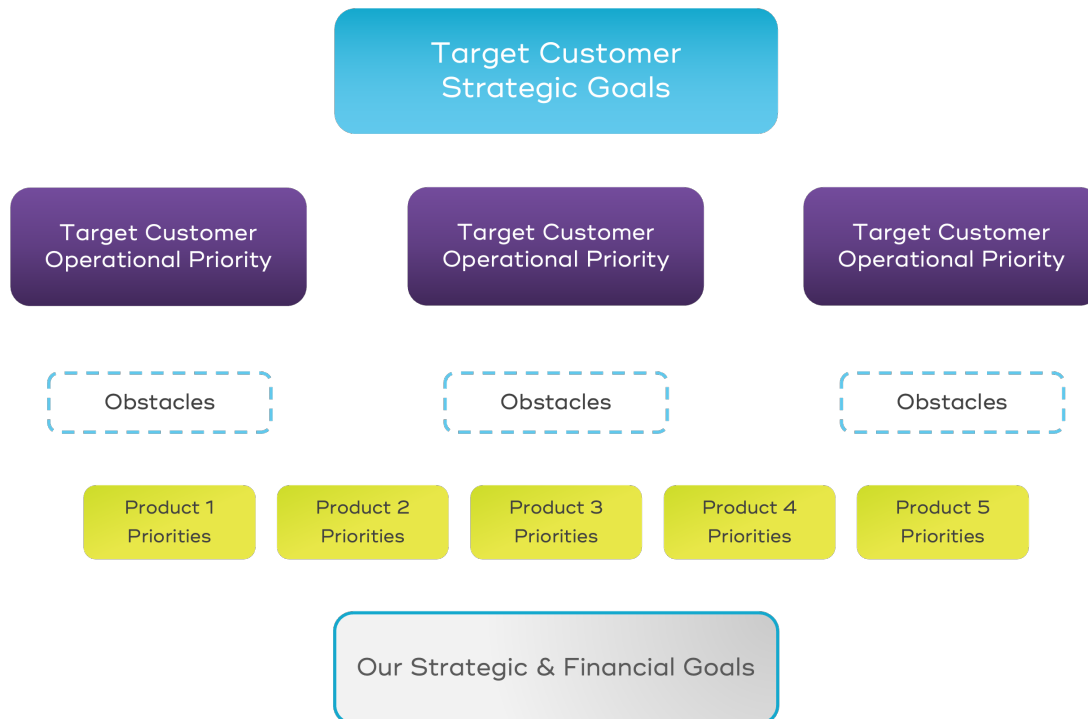 Target Customer
Strategic Goals
Target Customer
Operational Priority
Target Customer
Operational Priority
Target Customer
Operational Priority
Obstacles
Obstacles
Obstacles
Product 1
Priorities
Product 2
Priorities
Product 3
Priorities
Product 4
Priorities
Product 5
Priorities
Our Strategic & Financial Goals